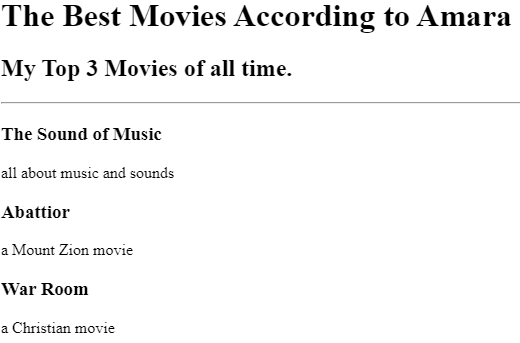 The Best Movies According to Amara
My Top 3 Movies of all time.
The Sound of Music
all about music and sounds
Abattior
a Mount Zion movie
War Room
a Christian movie